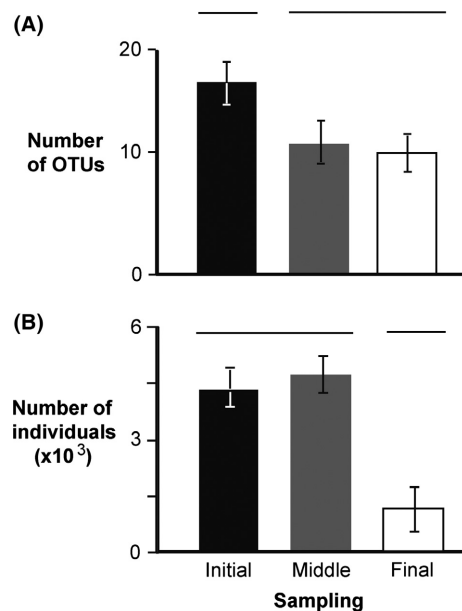 (A)
20
Number
of OTUs
10
0
(B)
6
Number of
individuals
(x10³)
3
0
Initial Middle Final
Sampling